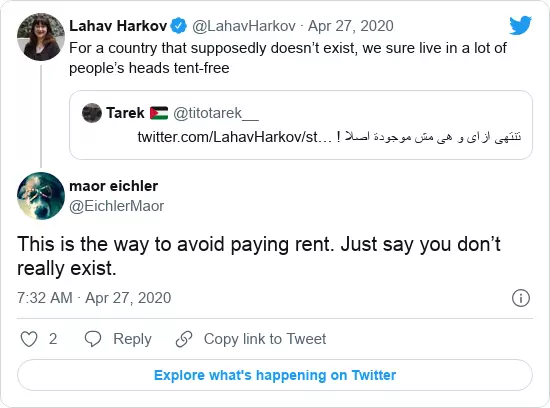 Lahav Harkov @LahavHarkov · Apr 27, 2020
For a country that supposedly doesn’t exist, we sure live in a lot of
people’s heads tent-free
Tarek 🇵🇸 @titotarek__
تنتهى ازاى و هى مش موجودة اصلا ! twitter.com/LahavHarkov/st…
maor eichler
@EichlerMaor
This is the way to avoid paying rent. Just say you don’t
really exist.
7:32 AM · Apr 27, 2020
2 Reply Copy link to Tweet
Explore what's happening on Twitter